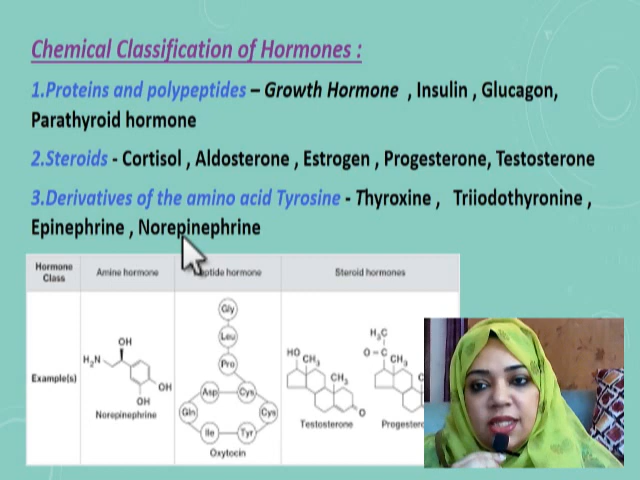 Chemical Classification of Hormones :
1.Proteins and polypeptides – Growth Hormone , Insulin , Glucagon,
Parathyroid hormone
2.Steroids - Cortisol , Aldosterone , Estrogen , Progesterone, Testosterone
3.Derivatives of the amino acid Tyrosine - Thyroxine , Triiodothyronine ,
Epinephrine , Norepinephrine
Hormone Class
Amine hormone
hormone
Steroid hormones
Example(s)
OH
H2N
OH
OH
Norepinephrine
Gly
Leu
Pro
Asp Cys
Gln Cys
Ile Tyr
Oxytocin
HO CH3
CH3
O
Testosterone
H3C
O=C CH3